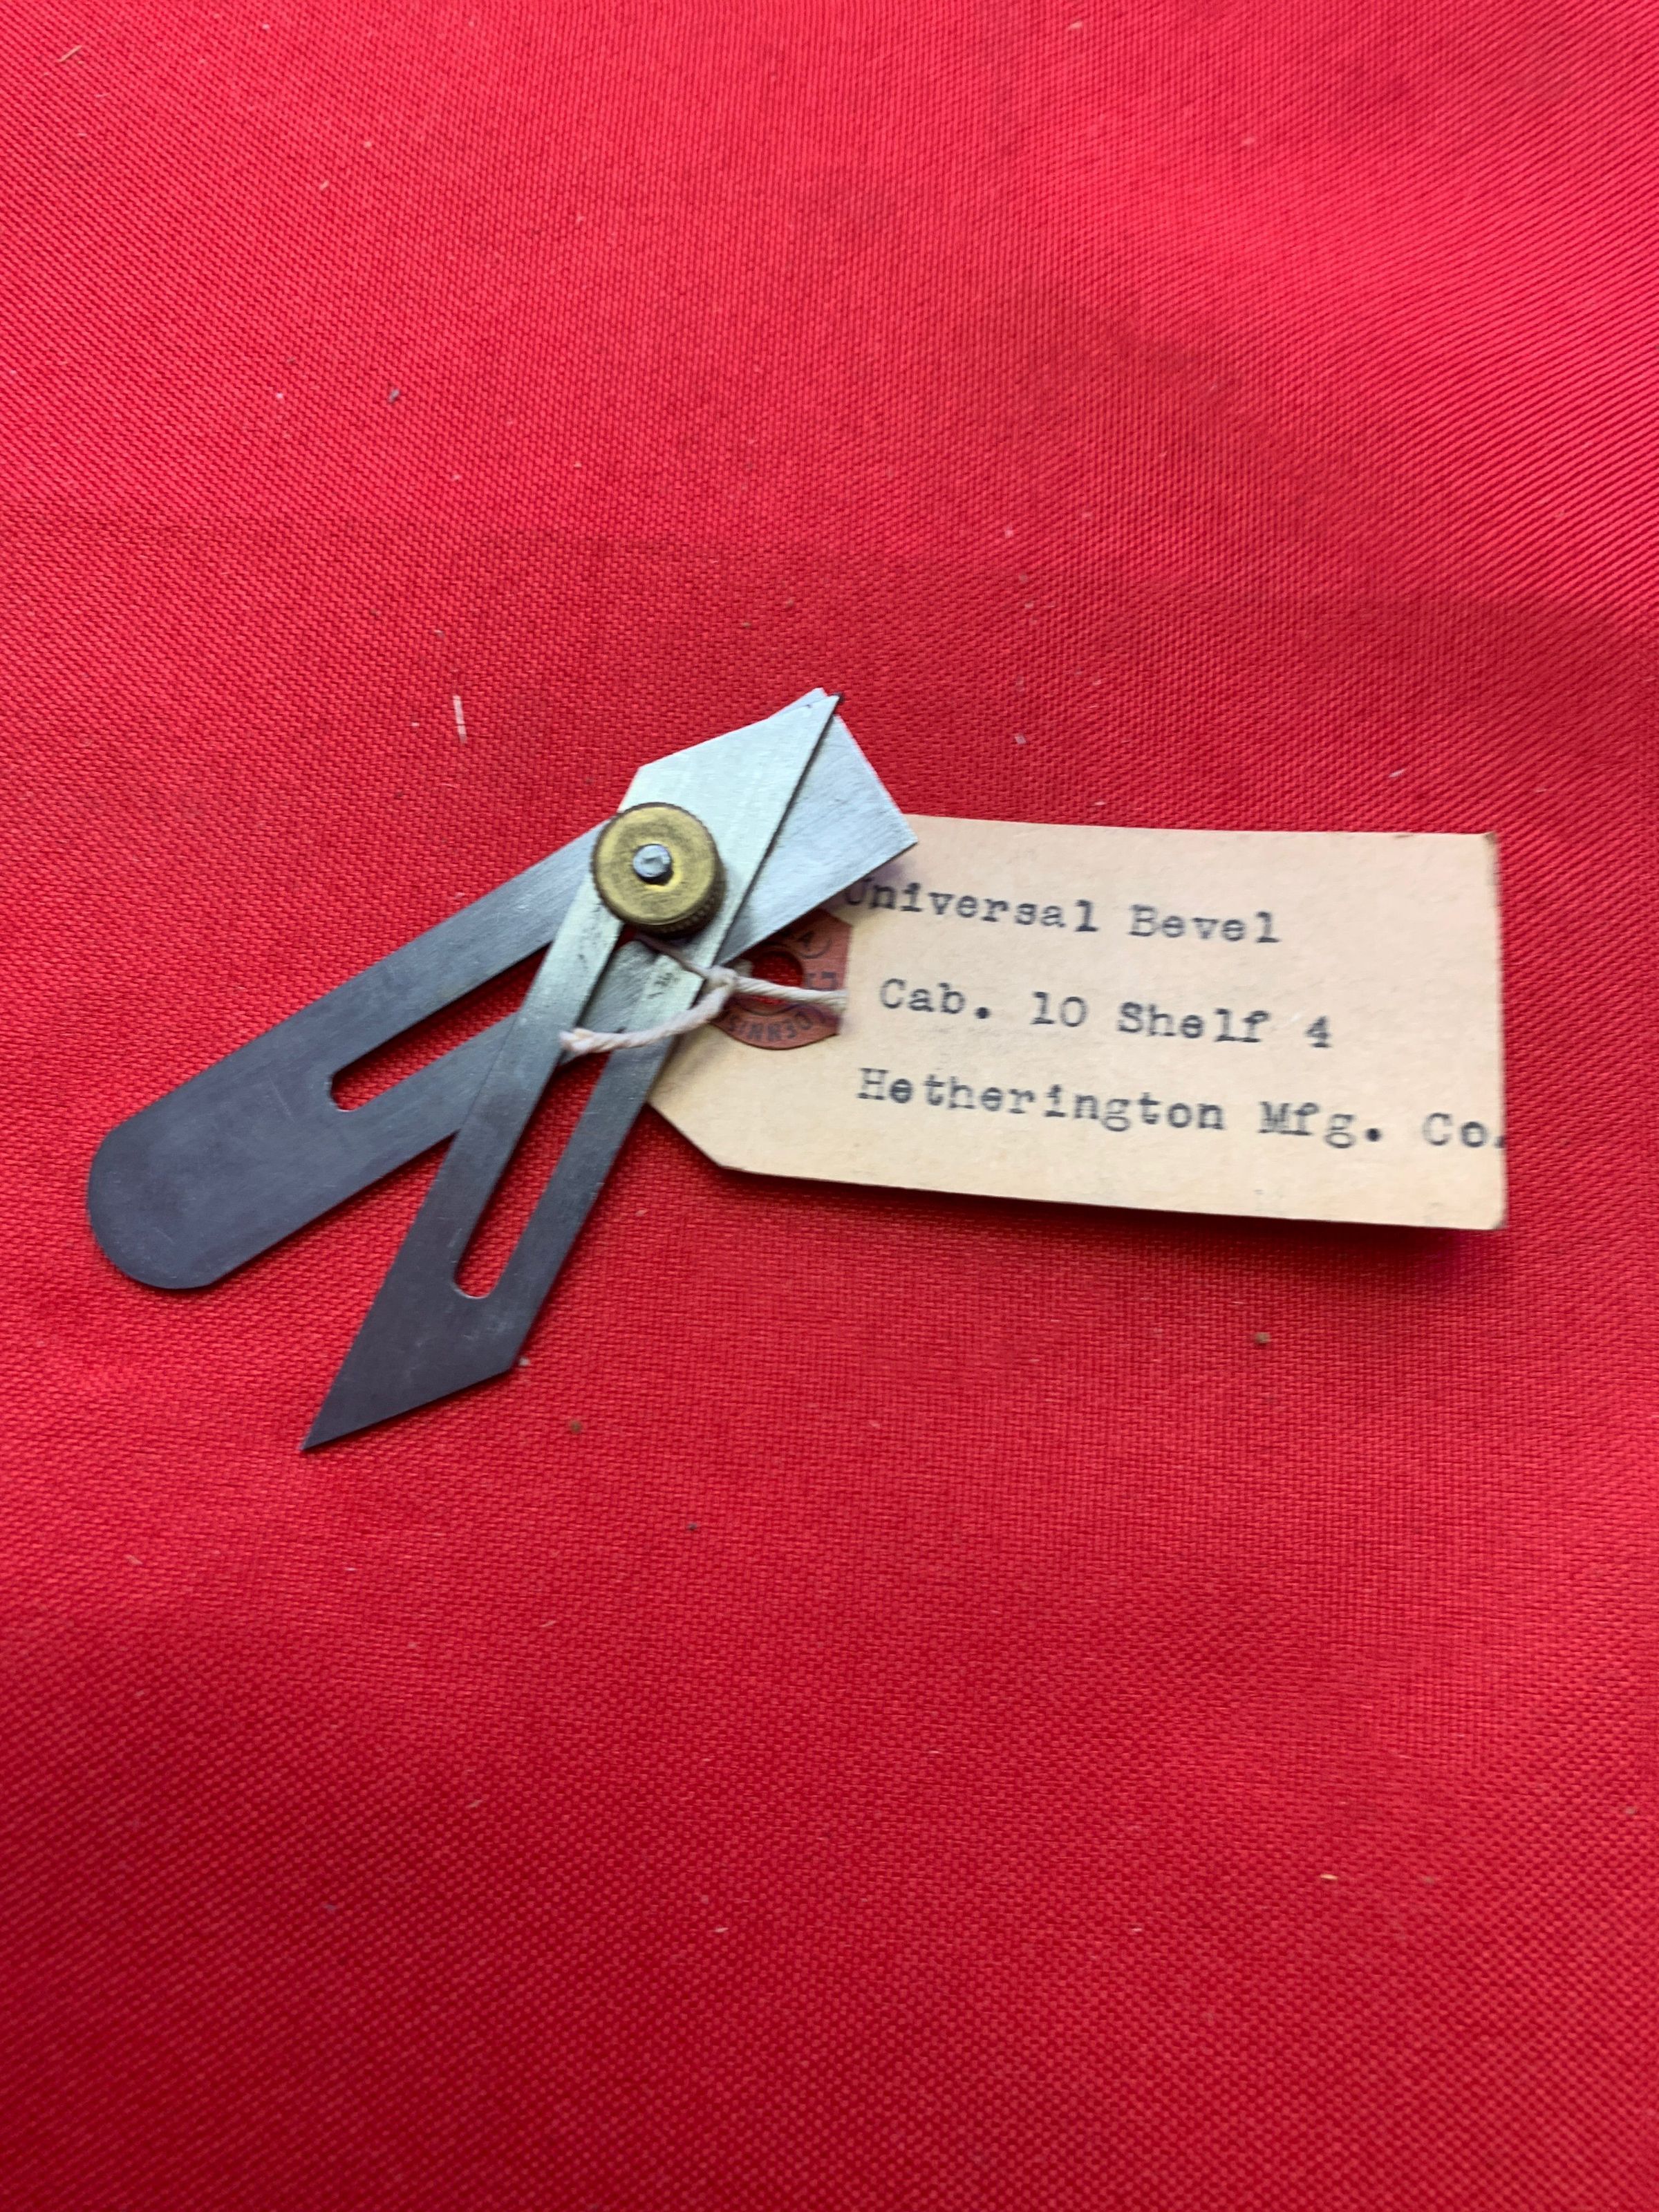 Universal Bevel
Cab. 10 Shelf 4
Hetherington Mfg. Co.